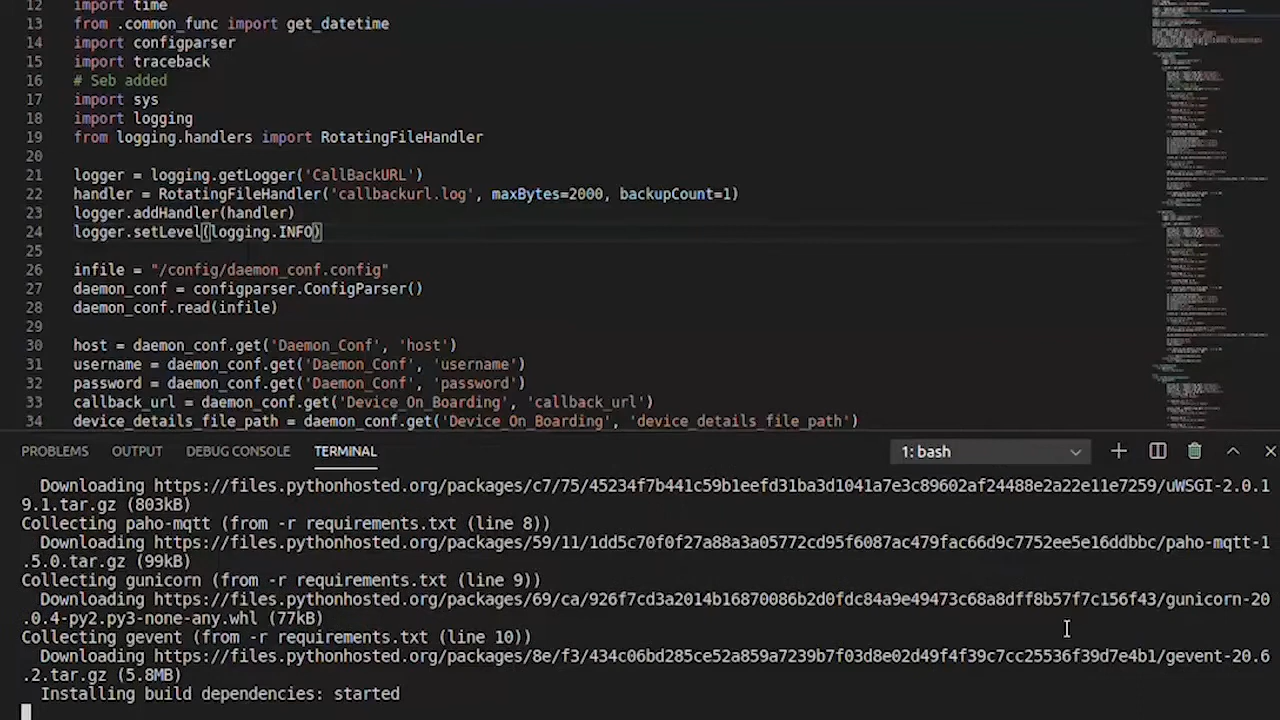 12 import time
13 from .common_func import get_datetime
14 import configparser
15 import traceback
16 # Seb added
17 import sys
18 import logging
19 from logging.handlers import RotatingFileHandler
20
21 logger = logging.getLogger('CallBackURL')
22 handler = RotatingFileHandler('callbackurl.log', maxBytes=2000, backupCount=1)
23 logger.addHandler(handler)
24 logger.setLevel(logging.INFO)
25
26 infile = "/config/daemon_conf.config"
27 daemon_conf = configparser.ConfigParser()
28 daemon_conf.read(infile)
29
30 host = daemon_conf.get('Daemon_Conf', 'host')
31 username = daemon_conf.get('Daemon_Conf', 'username')
32 password = daemon_conf.get('Daemon_Conf', 'password')
33 callback_url = daemon_conf.get('Device_On_Boarding', 'callback_url')
34 device_details_file_path = daemon_conf.get('Device_On_Boarding', 'device_details_file_path')
PROBLEMS OUTPUT DEBUG CONSOLE TERMINAL 1: bash
Downloading https://files.pythonhosted.org/packages/c7/75/45234f7b441c59b1eefd31ba3d1041a7e3c89602af24488e2a22e11e7259/uWSGI-2.0.1
9.1.tar.gz (803kB)
Collecting paho-mqtt (from -r requirements.txt (line 8))
Downloading https://files.pythonhosted.org/packages/59/11/1dd5c70f0f27a88a3a05772cd95f6087ac479fac66d9c7752ee5e16ddbbc/paho-mqtt-1
.5.0.tar.gz (99kB)
Collecting gunicorn (from -r requirements.txt (line 9))
Downloading https://files.pythonhosted.org/packages/69/ca/926f7cd3a2014b16870086b2d0fdc84a9e49473c68a8dff8b57f7c156f43/gunicorn-20
.0.4-py2.py3-none-any.whl (77kB)
Collecting gevent (from -r requirements.txt (line 10))
Downloading https://files.pythonhosted.org/packages/8e/f3/434c06bd285ce52a859a7239b7f03d8e02d49f4f39c7cc25536f39d7e4b1/gevent-20.6
.2.tar.gz (5.8MB)
Installing build dependencies: started